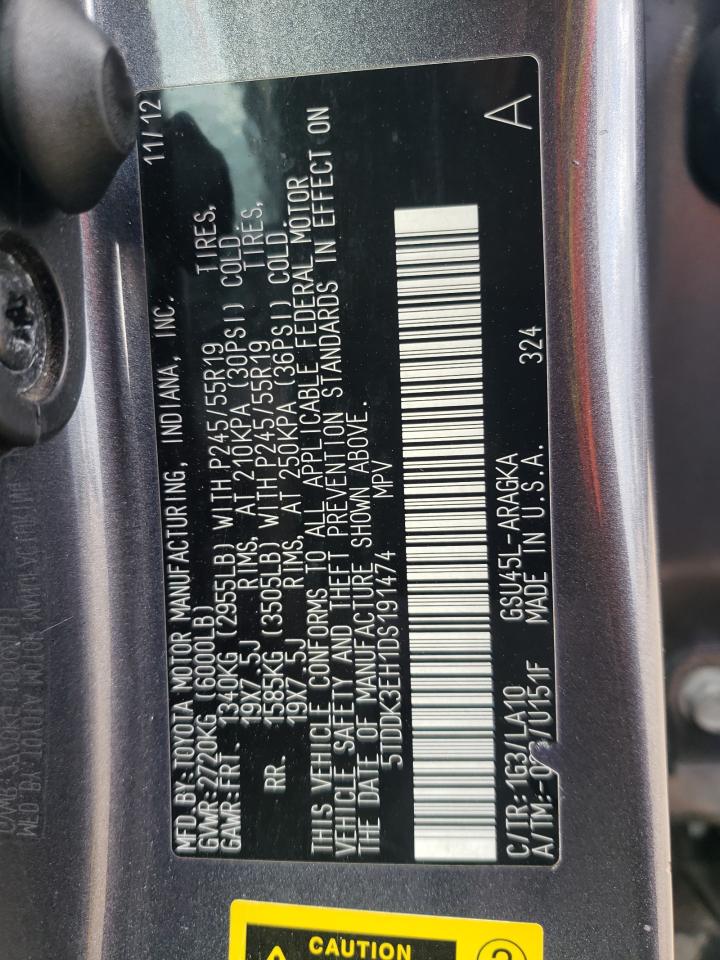 MFD.BY:TOYOTA MOTOR MANUFACTURING, INDIANA, INC. 11/12
GVWR:2720KG (6000LB)
GAWR:FRT. 1340KG (2955LB) WITH P245/55R19 TIRES,
19X7.5J RIMS, AT 210KPA (30PSI) COLD
RR. 1585KG (3505LB) WITH P245/55R19 TIRES,
19X7.5J RIMS, AT 250KPA (36PSI) COLD.
THIS VEHICLE CONFORMS TO ALL APPLICABLE FEDERAL MOTOR
VEHICLE SAFETY AND THEFT PREVENTION STANDARDS IN EFFECT ON
THE DATE OF MANUFACTURE SHOWN ABOVE.
5TDDK3EH1DS191474 MPV
C/TR:1G3/LA10 GSU45L-ARAGKA 324 A
A/TM: /U151F MADE IN U.S.A.
CAUTION